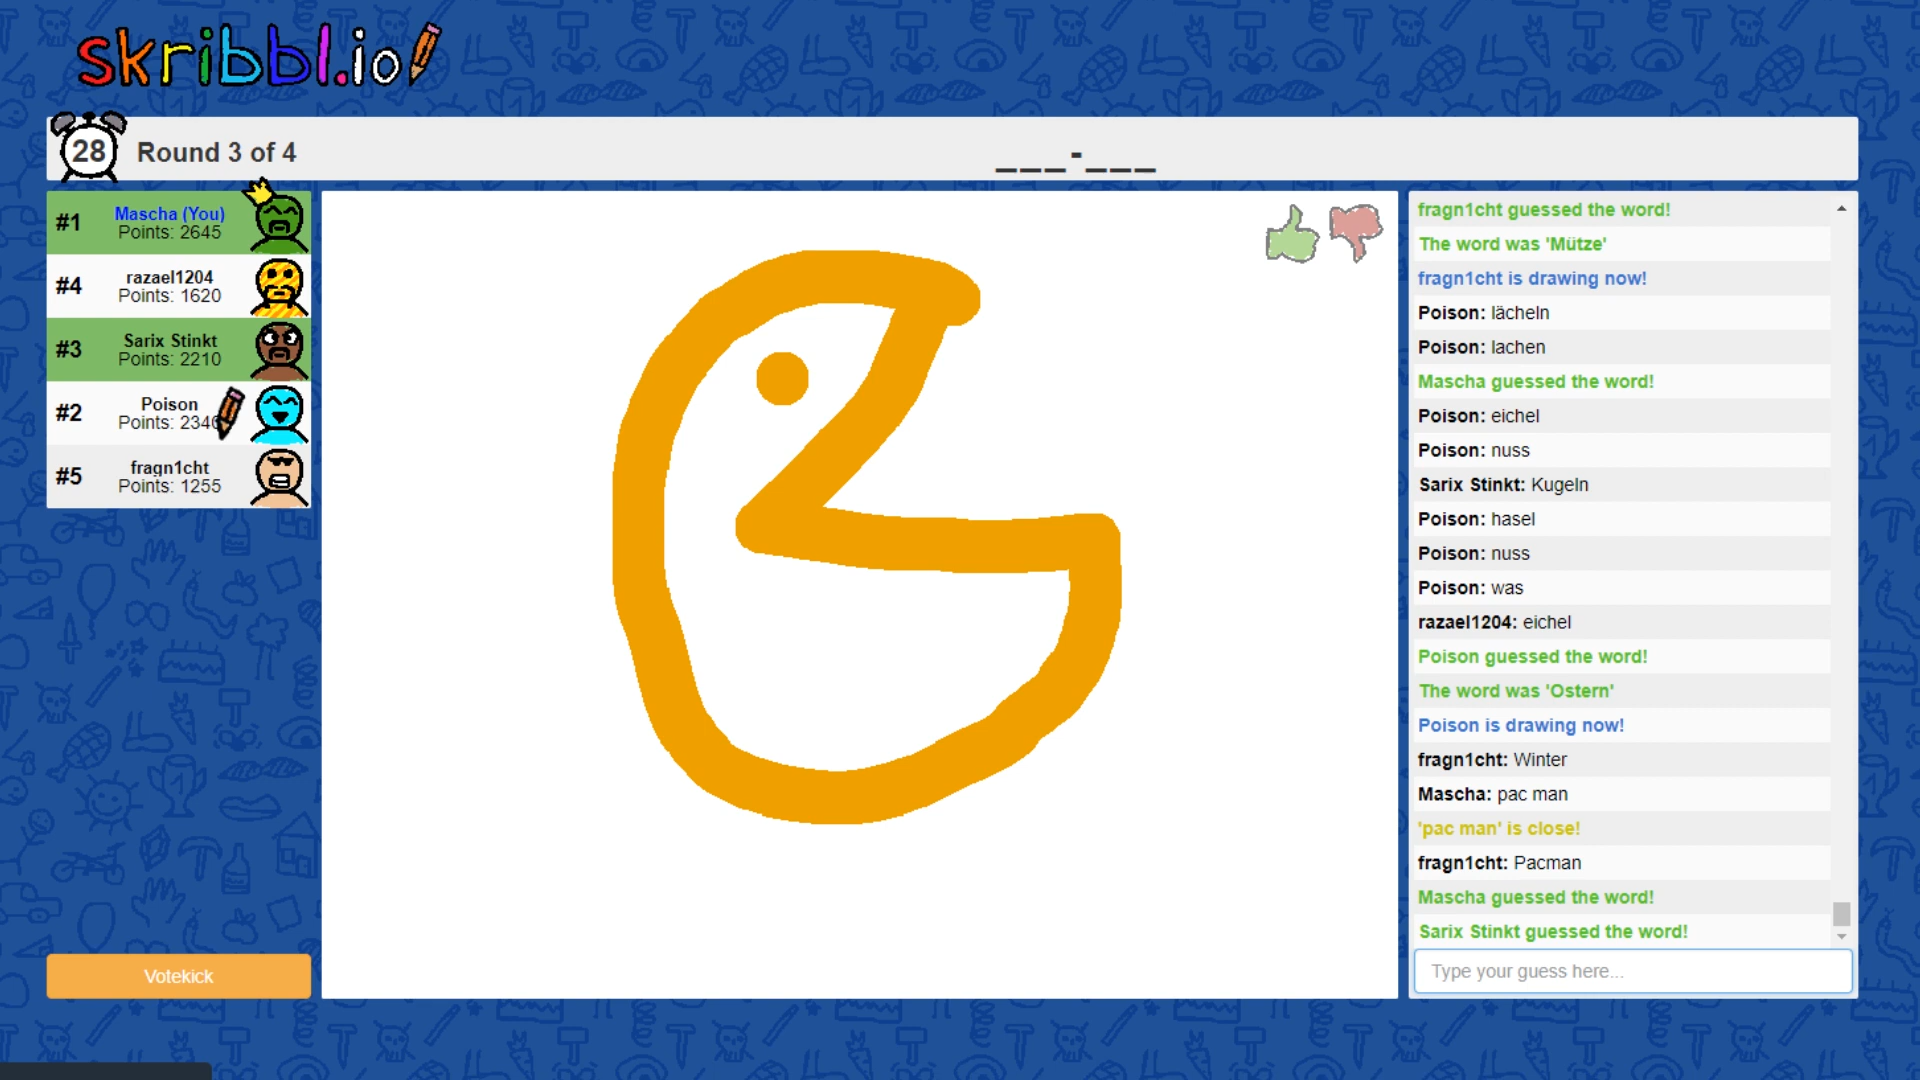 skribbl.io
28
Round 3 of 4
___-___
#1
Mascha (You)
Points: 2645
#4
razael1204
Points: 1620
#3
Sarix Stinkt
Points: 2210
#2
Poison
Points: 2340
#5
fragn1cht
Points: 1255
Votekick
fragn1cht guessed the word!
The word was 'Mütze'
fragn1cht is drawing now!
Poison: lächeln
Poison: lachen
Mascha guessed the word!
Poison: eichel
Poison: nuss
Sarix Stinkt: Kugeln
Poison: hasel
Poison: nuss
Poison: was
razael1204: eichel
Poison guessed the word!
The word was 'Ostern'
Poison is drawing now!
fragn1cht: Winter
Mascha: pac man
'pac man' is close!
fragn1cht: Pacman
Mascha guessed the word!
Sarix Stinkt guessed the word!
Type your guess here...